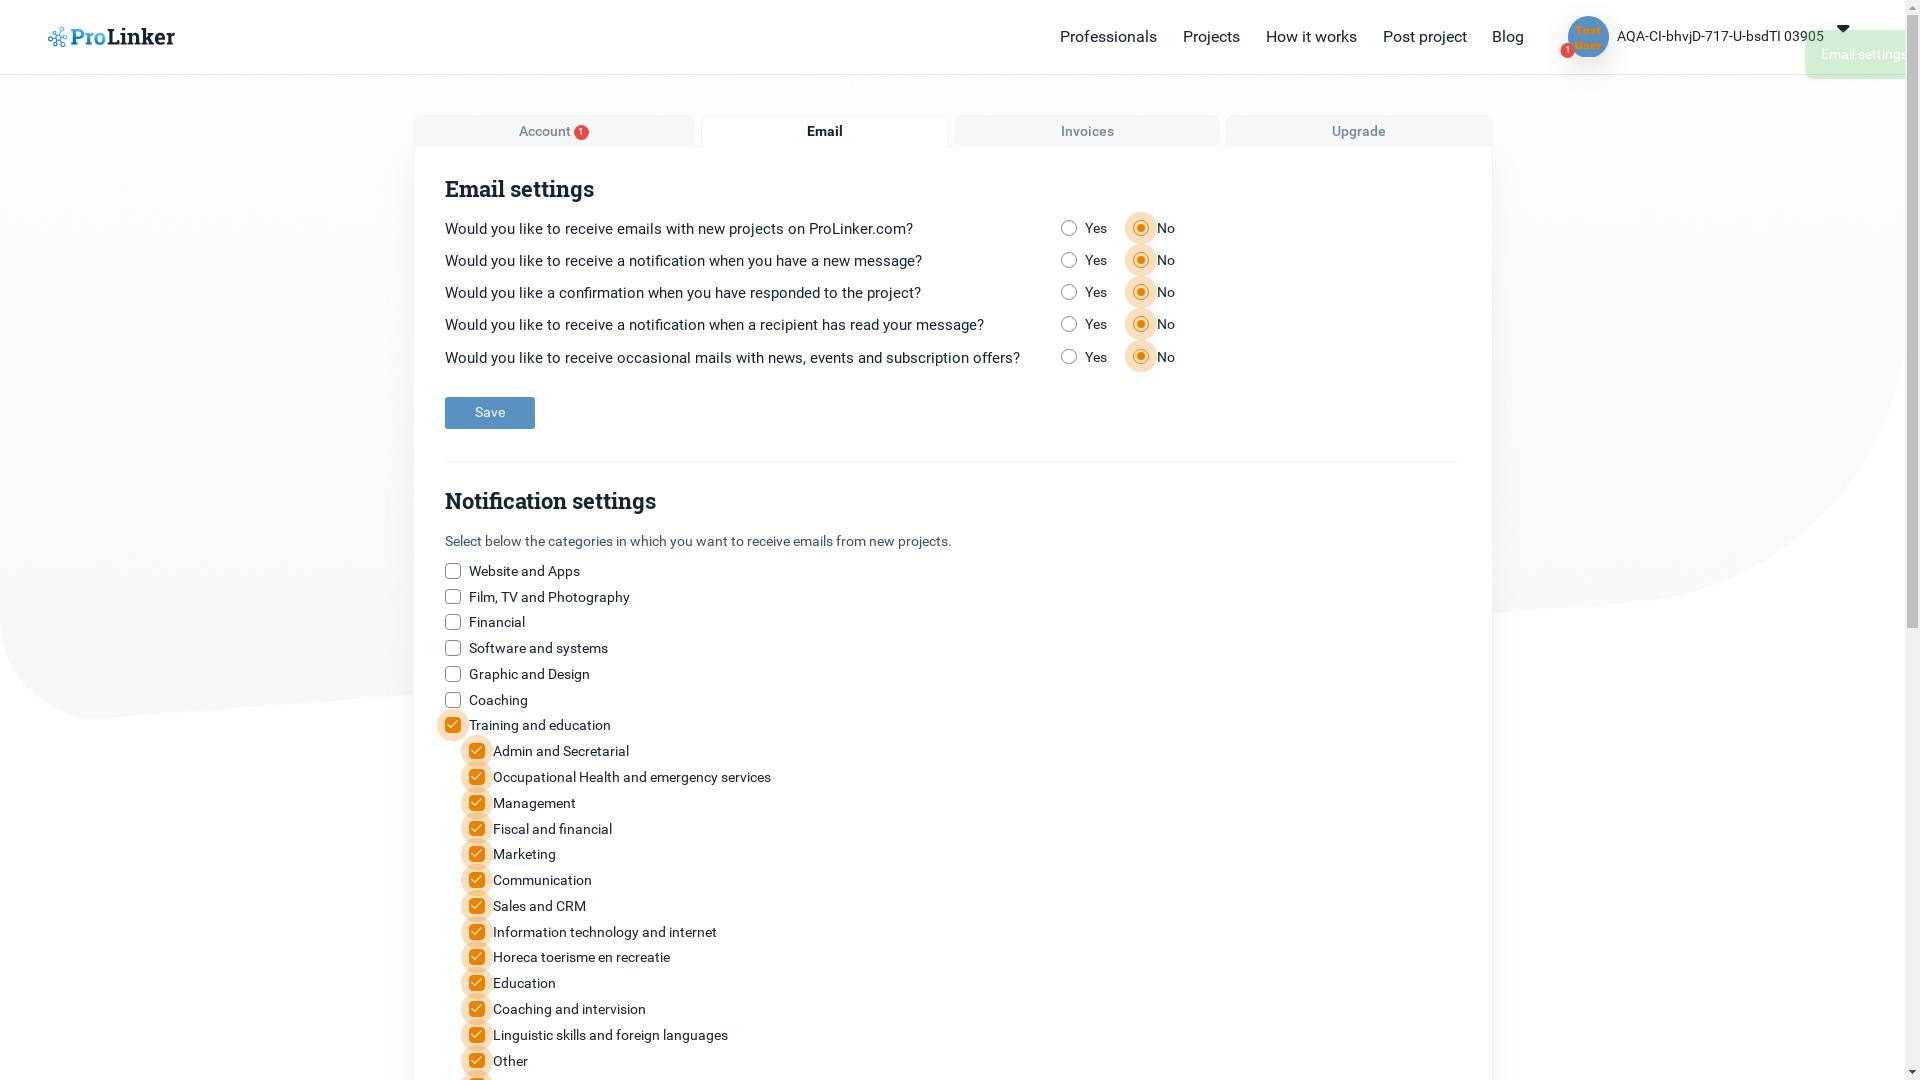 ProLinker
Professionals Projects How it works Post project Blog
Test User
1
AQA-CI-bhvjD-717-U-bsdTI 03905
Email settings
Account 1
Email
Invoices
Upgrade
Email settings
Would you like to receive emails with new projects on ProLinker.com? Yes No
Would you like to receive a notification when you have a new message? Yes No
Would you like a confirmation when you have responded to the project? Yes No
Would you like to receive a notification when a recipient has read your message? Yes No
Would you like to receive occasional mails with news, events and subscription offers? Yes No
Save
Notification settings
Select below the categories in which you want to receive emails from new projects.
Website and Apps
Film, TV and Photography
Financial
Software and systems
Graphic and Design
Coaching
Training and education
Admin and Secretarial
Occupational Health and emergency services
Management
Fiscal and financial
Marketing
Communication
Sales and CRM
Information technology and internet
Horeca toerisme en recreatie
Education
Coaching and intervision
Linguistic skills and foreign languages
Other